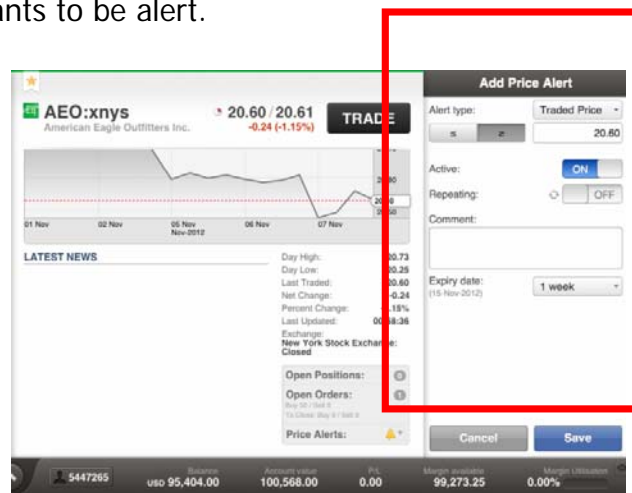 ants to be alert.
Add Price Alert
AEO:xnys
American Eagle Outfitters Inc.
20.60 / 20.61
-0.24 (-1.15%)
TRADE
Alert type:
Traded Price
≤ ≥
20.60
Active:
ON
Repeating:
OFF
Comment:
01 Nov 02 Nov 05 Nov 06 Nov 07 Nov
Nov-2012
LATEST NEWS
Day High: 20.73
Day Low: 20.25
Last Traded: 20.60
Net Change: -0.24
Percent Change: .15%
Last Updated:
Exchange:
New York Stock Exchange:
Closed
Expiry date:
(15-Nov-2012)
1 week
Open Positions: 0
Open Orders: 1
Price Alerts:
Cancel
Save
5447265
Balance
USD 95,404.00
Account value
100,568.00
P/L
0.00
Margin available
99,273.25
Margin Utilisation
0.00%